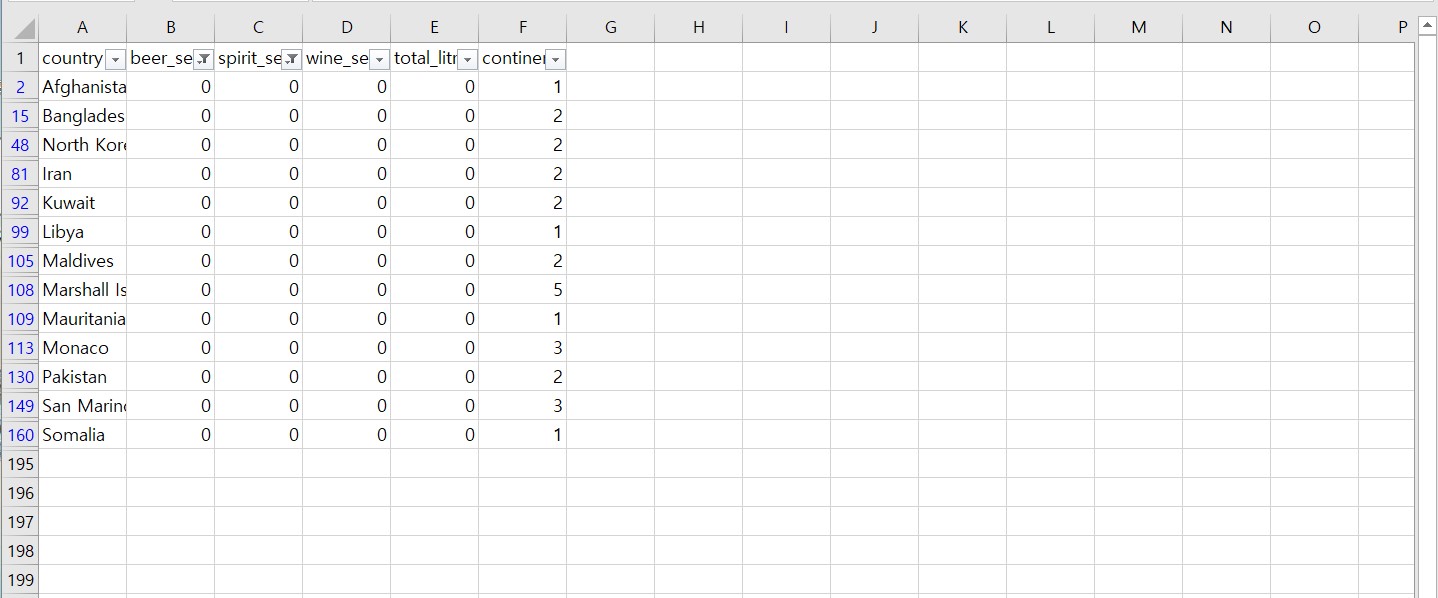 A B C D E F G H I J K L M N O P
1 country beer_se spirit_se wine_se total_litr continer
2 Afghanista 0 0 0 0 1
15 Banglades 0 0 0 0 2
48 North Kore 0 0 0 0 2
81 Iran 0 0 0 0 2
92 Kuwait 0 0 0 0 2
99 Libya 0 0 0 0 1
105 Maldives 0 0 0 0 2
108 Marshall Is 0 0 0 0 5
109 Mauritania 0 0 0 0 1
113 Monaco 0 0 0 0 3
130 Pakistan 0 0 0 0 2
149 San Marino 0 0 0 0 3
160 Somalia 0 0 0 0 1
195
196
197
198
199